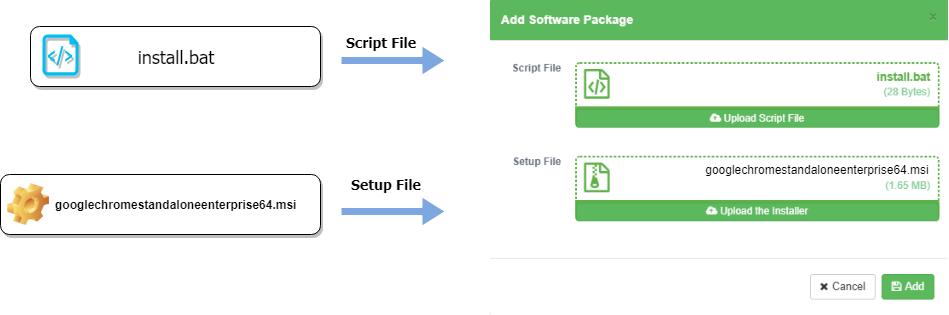 install.bat
Script File
googlechromestandaloneenterprise64.msi
Setup File
Add Software Package
×
Script File
</>
install.bat
(28 Bytes)
Upload Script File
Setup File
googlechromestandaloneenterprise64.msi
(1.65 MB)
Upload the Installer
Cancel
Add